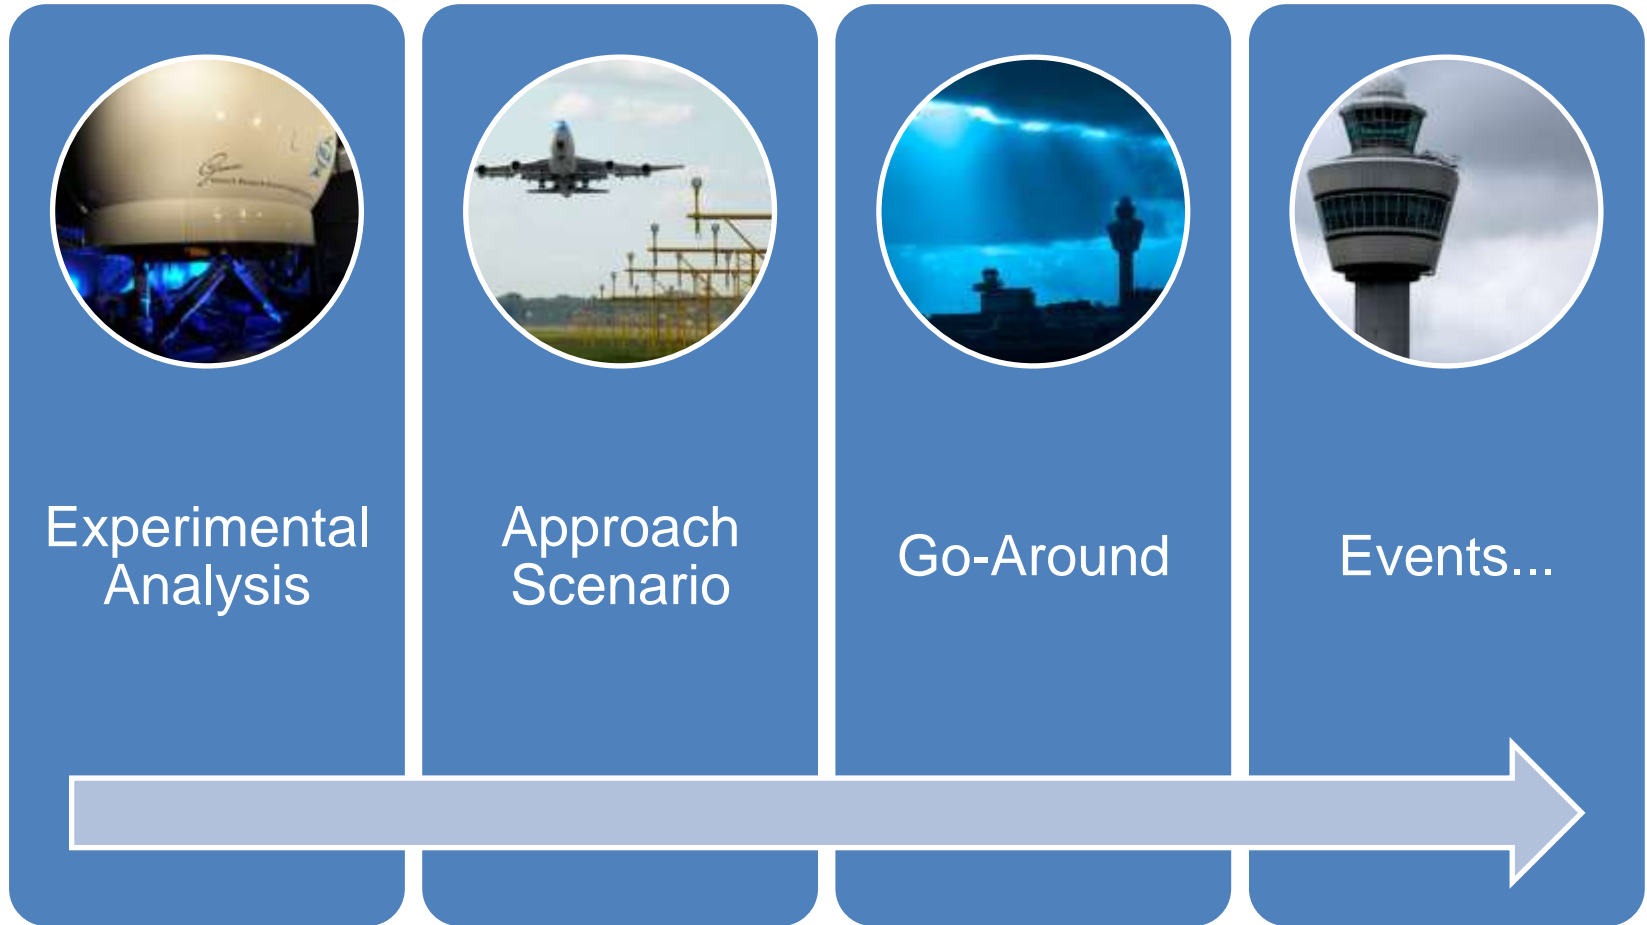 Experimental
Analysis
Approach
Scenario
Go-Around
Events...